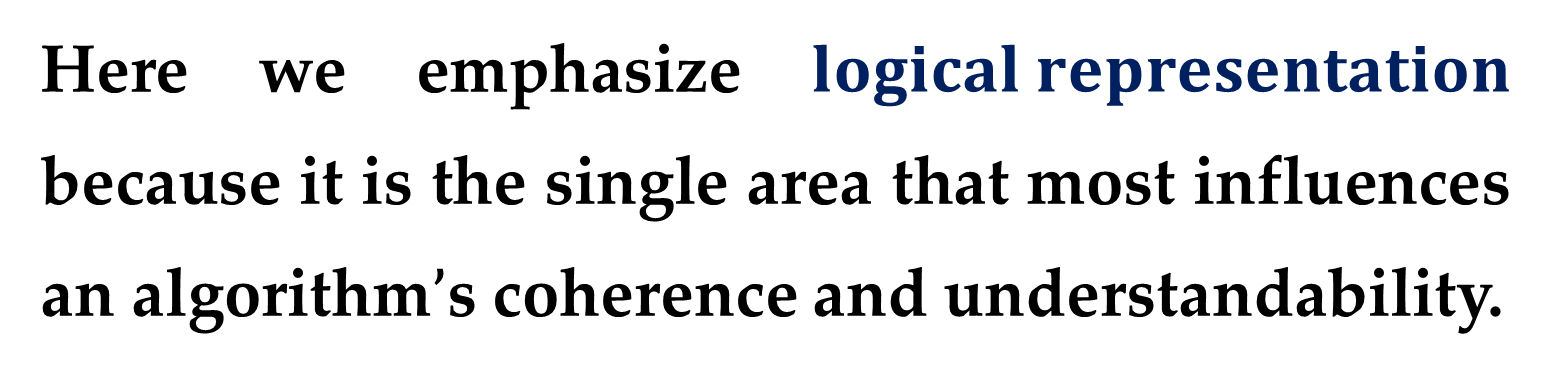 Here we emphasize logical representation
because it is the single area that most influences
an algorithm’s coherence and understandability.